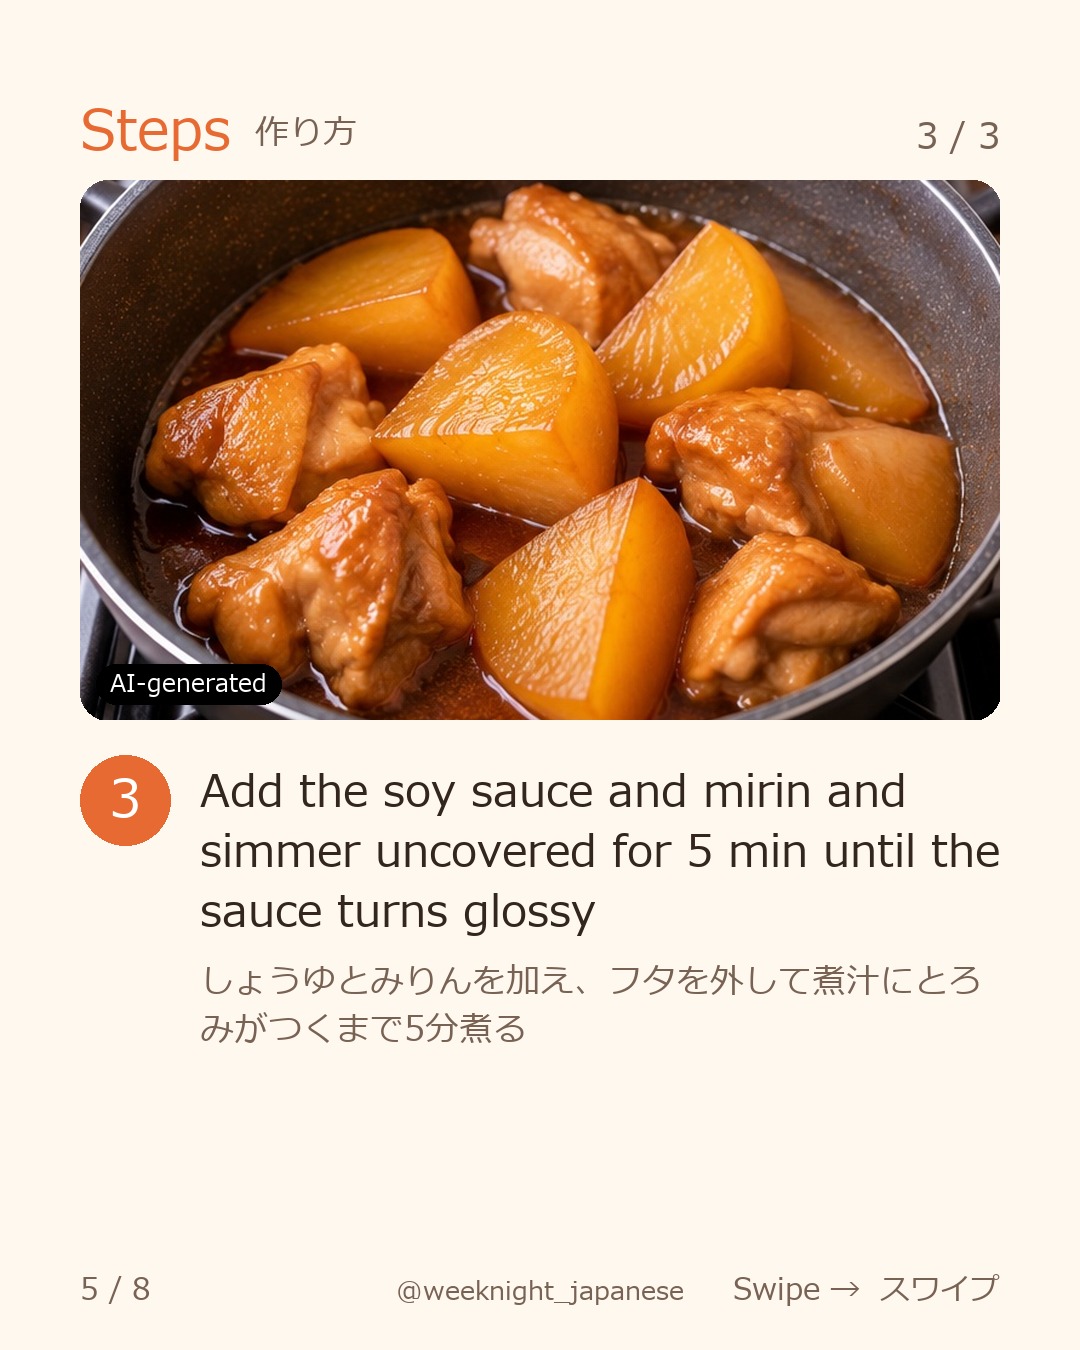 Steps 作り方
3 / 3
AI-generated
3
Add the soy sauce and mirin and
simmer uncovered for 5 min until the
sauce turns glossy
しょうゆとみりんを加え、フタを外して煮汁にとろ
みがつくまで5分煮る
5 / 8
@weeknight_japanese
Swipe → スワイプ